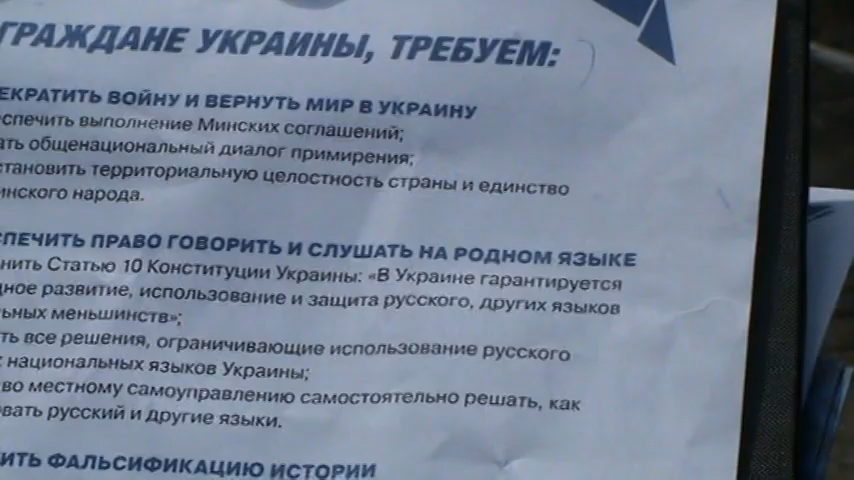 ГРАЖДАНЕ УКРАИНЫ, ТРЕБУЕМ:
ЕКРАТИТЬ ВОЙНУ И ВЕРНУТЬ МИР В УКРАИНУ
спечить выполнение Минских соглашений;
ать общенациональный диалог примирения;
становить территориальную целостность страны и единство
инского народа.
СПЕЧИТЬ ПРАВО ГОВОРИТЬ И СЛУШАТЬ НА РОДНОМ ЯЗЫКЕ
нить Статью 10 Конституции Украины: «В Украине гарантируется
дное развитие, использование и защита русского, других языков
ьных меньшинств»;
ть все решения, ограничивающие использование русского
х национальных языков Украины;
во местному самоуправлению самостоятельно решать, как
овать русский и другие языки.
ИТЬ ФАЛЬСИФИКАЦИЮ ИСТОРИИ